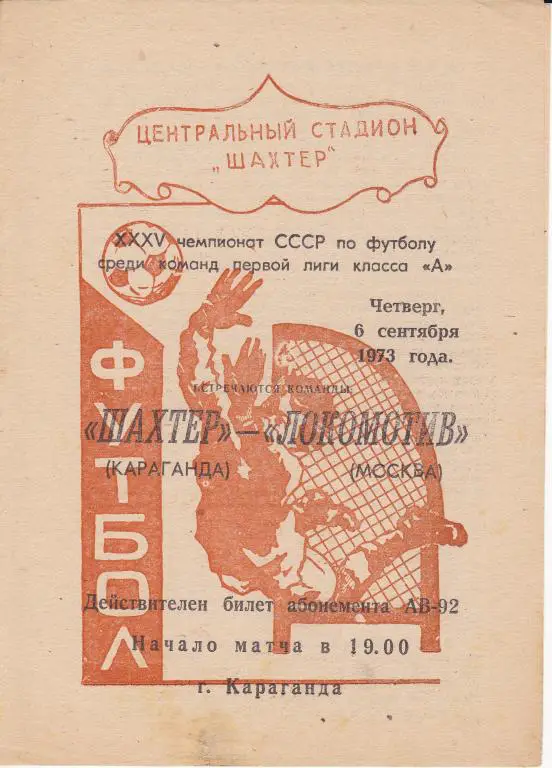 ЦЕНТРАЛЬНЫЙ СТАДИОН
„ШАХТЕР"
XXXV чемпионат СССР по футболу
среди команд первой лиги класса «А»
Четверг,
6 сентября
1973 года.
ВСТРЕЧАЮТСЯ КОМАНДЫ:
«ШАХТЕР»—«ЛОКОМОТИВ»
(КАРАГАНДА) (МОСКВА)
ФУТБОЛ
Действителен билет абонемента АВ-92
Начало матча в 19.00
г. Караганда